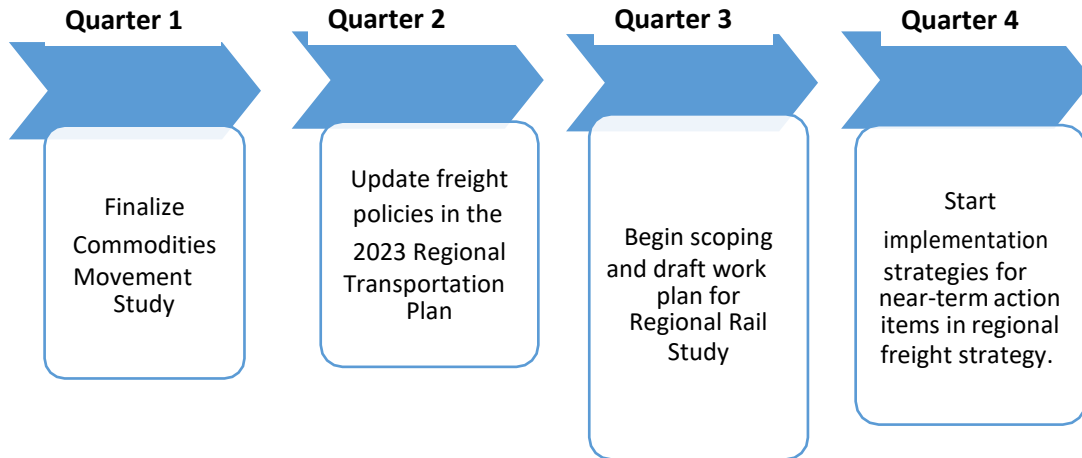 Quarter 1
Quarter 2
Quarter 3
Quarter 4
Finalize
Commodities
Movement
Study
Update freight
policies in the
2023 Regional
Transportation
Plan
Begin scoping
and draft work
plan for
Regional Rail
Study
Start
implementation
strategies for
near-term action
items in regional
freight strategy.